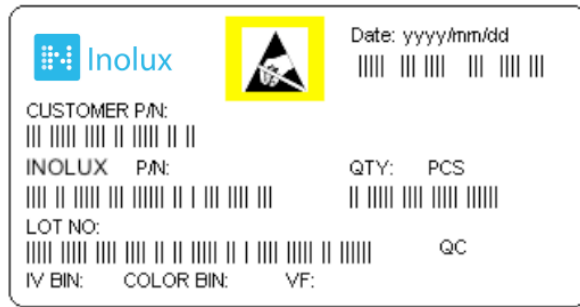 Inolux
Date: yyyy/mm/dd
CUSTOMER P/N:
INOLUX P/N:
QTY: PCS
LOT NO:
QC
IV BIN: COLOR BIN: VF: